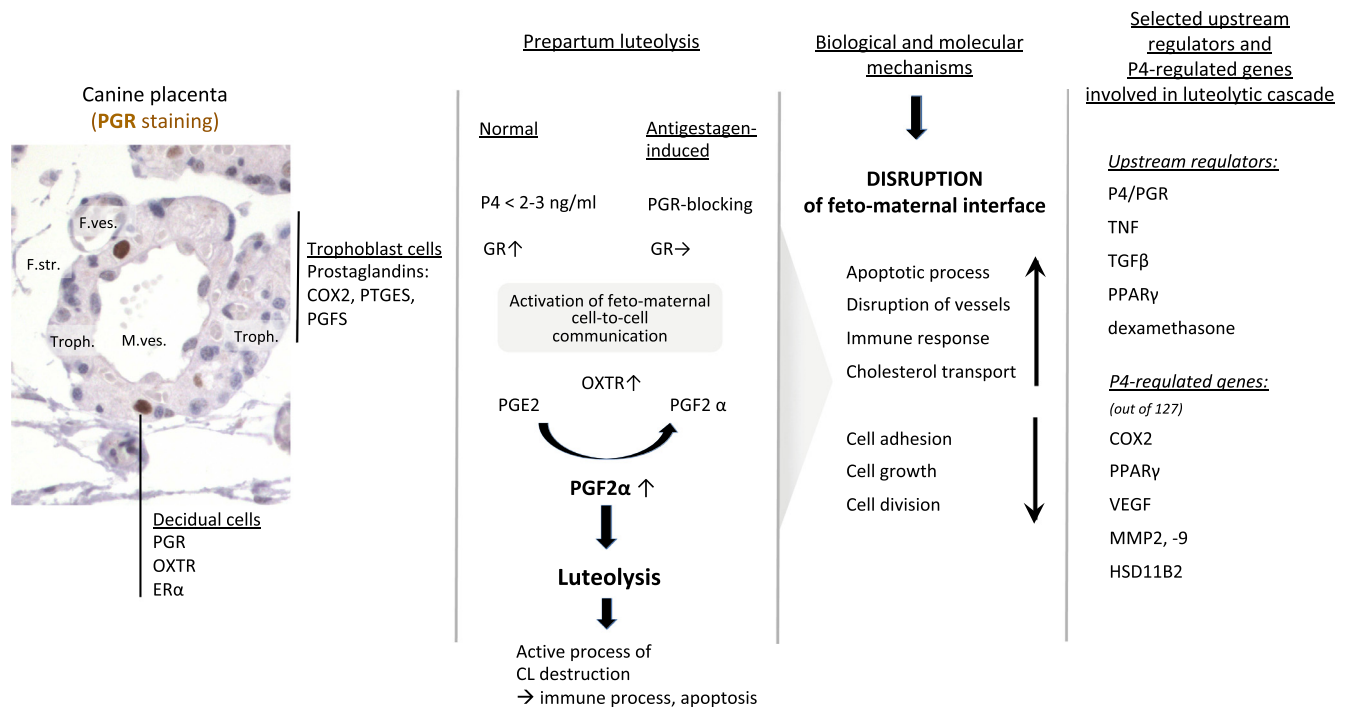 Canine placenta
(PGR staining)
F.ves.
F.str.
Troph.
M.ves.
Troph.
Trophoblast cells
Prostaglandins:
COX2, PTGES,
PGFS
Decidual cells
PGR
OXTR
ERα
Prepartum luteolysis
Normal
Antigestagen-
induced
P4 < 2-3 ng/ml
PGR-blocking
GR↑
GR→
Activation of feto-maternal
cell-to-cell
communication
OXTR↑
PGE2
PGF2 α
PGF2α ↑
Luteolysis
Active process of
CL destruction
→ immune process, apoptosis
Biological and molecular
mechanisms
DISRUPTION
of feto-maternal interface
Apoptotic process
Disruption of vessels
Immune response
Cholesterol transport
Cell adhesion
Cell growth
Cell division
Selected upstream
regulators and
P4-regulated genes
involved in luteolytic cascade
Upstream regulators:
P4/PGR
TNF
TGFβ
PPARγ
dexamethasone
P4-regulated genes:
(out of 127)
COX2
PPARγ
VEGF
MMP2, -9
HSD11B2